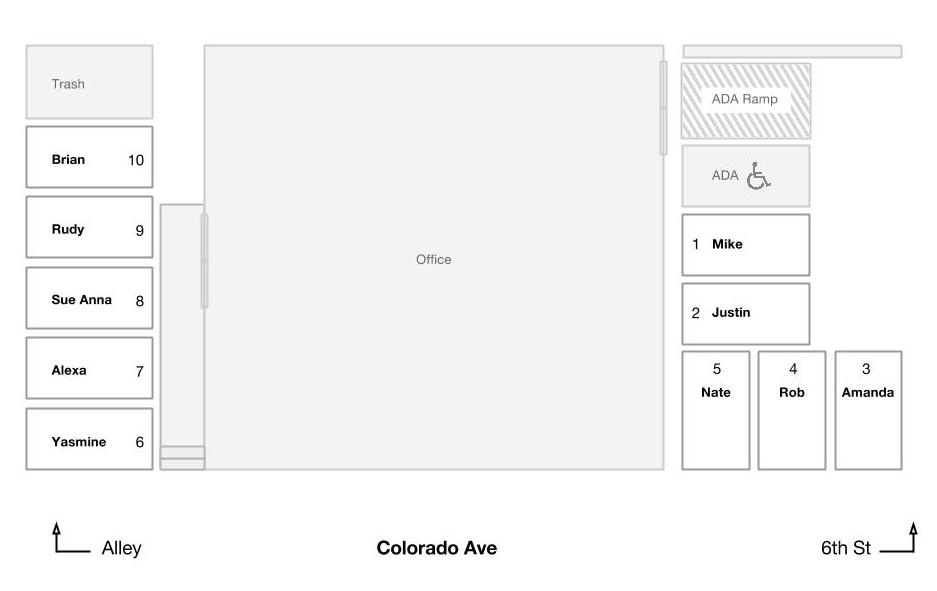 Trash
Brian 10
Rudy 9
Sue Anna 8
Alexa 7
Yasmine 6
Office
ADA Ramp
ADA
1 Mike
2 Justin
5
Nate
4
Rob
3
Amanda
Alley
Colorado Ave
6th St